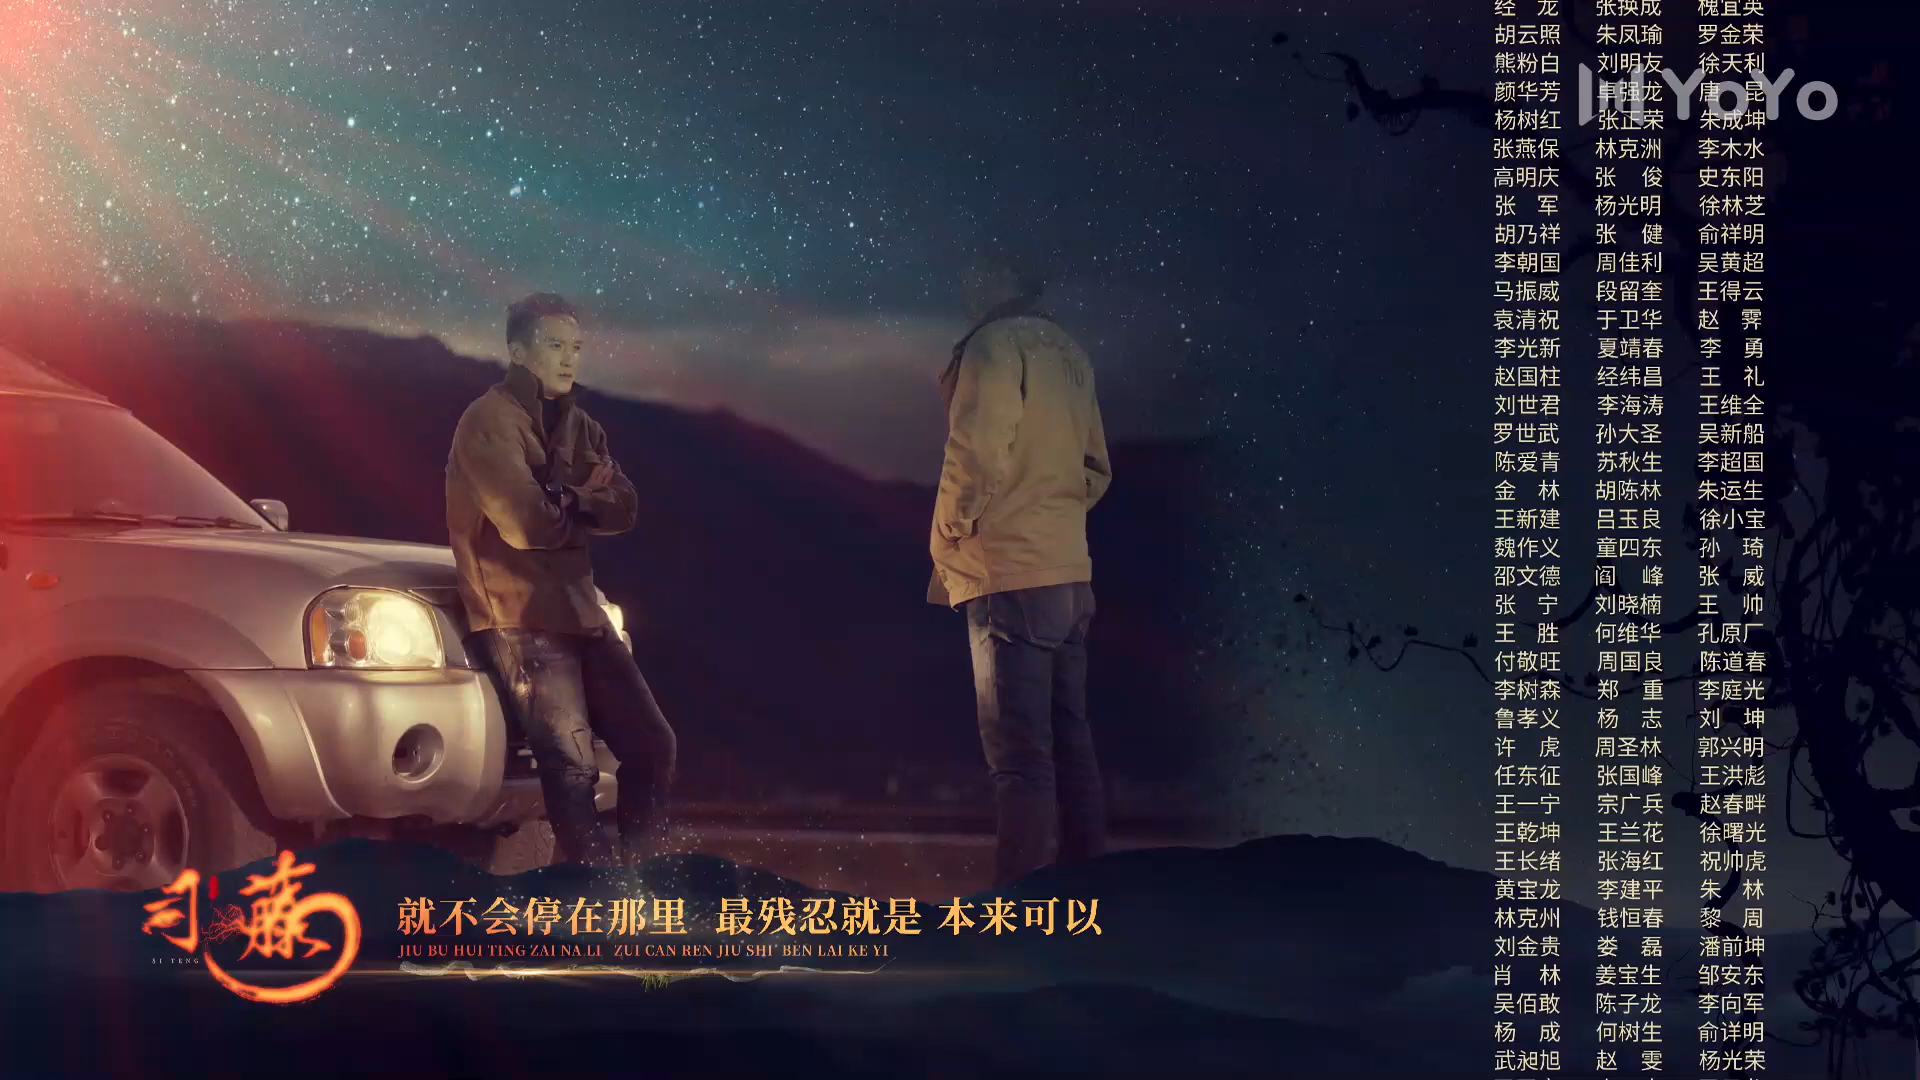 经 龙 张换成 槐宜英
胡云照 朱凤瑜 罗金荣
熊粉白 刘明友 徐天利
颜华芳 卓强龙 唐 昆
YOYO
杨树红 张正荣 朱成坤
张燕保 林克洲 李木水
高明庆 张 俊 史东阳
张 军 杨光明 徐林芝
胡乃祥 张 健 俞祥明
李朝国 周佳利 吴黄超
马振威 段留奎 王得云
袁清祝 于卫华 赵 霁
李光新 夏靖春 李 勇
赵国柱 经纬昌 王 礼
刘世君 李海涛 王维全
罗世武 孙大圣 吴新船
陈爱青 苏秋生 李超国
金 林 胡陈林 朱运生
王新建 吕玉良 徐小宝
魏作义 童四东 孙 琦
邵文德 阎 峰 张 威
张 宁 刘晓楠 王 帅
王 胜 何维华 孔原厂
付敬旺 周国良 陈道春
李树森 郑 重 李庭光
鲁孝义 杨 志 刘 坤
许 虎 周圣林 郭兴明
任东征 张国峰 王洪彪
王一宁 宗广兵 赵春畔
王乾坤 王兰花 徐曙光
王长绪 张海红 祝帅虎
黄宝龙 李建平 朱 林
林克州 钱恒春 黎 周
刘金贵 娄 磊 潘前坤
肖 林 姜宝生 邹安东
吴佰敢 陈子龙 李向军
杨 成 何树生 俞详明
武昶旭 赵 雯 杨光荣
司藤
SI TENG
就不会停在那里 最残忍就是 本来可以
JIU BU HUI TING ZAI NA LI ZUI CAN REN JIU SHI BEN LAI KE YI